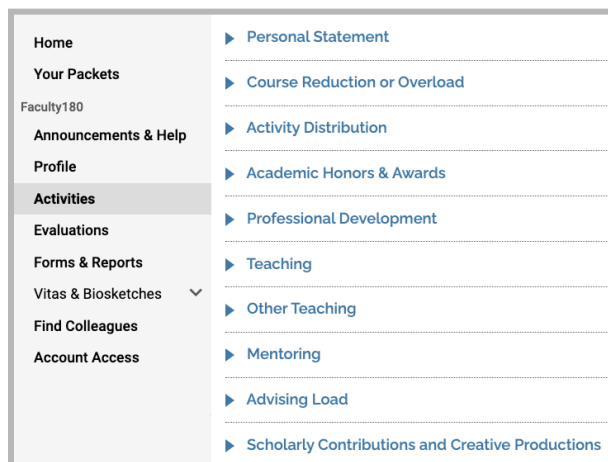 Home
Your Packets
Faculty180
Announcements & Help
Profile
Activities
Evaluations
Forms & Reports
Vitas & Biosketches
Find Colleagues
Account Access
Personal Statement
Course Reduction or Overload
Activity Distribution
Academic Honors & Awards
Professional Development
Teaching
Other Teaching
Mentoring
Advising Load
Scholarly Contributions and Creative Productions